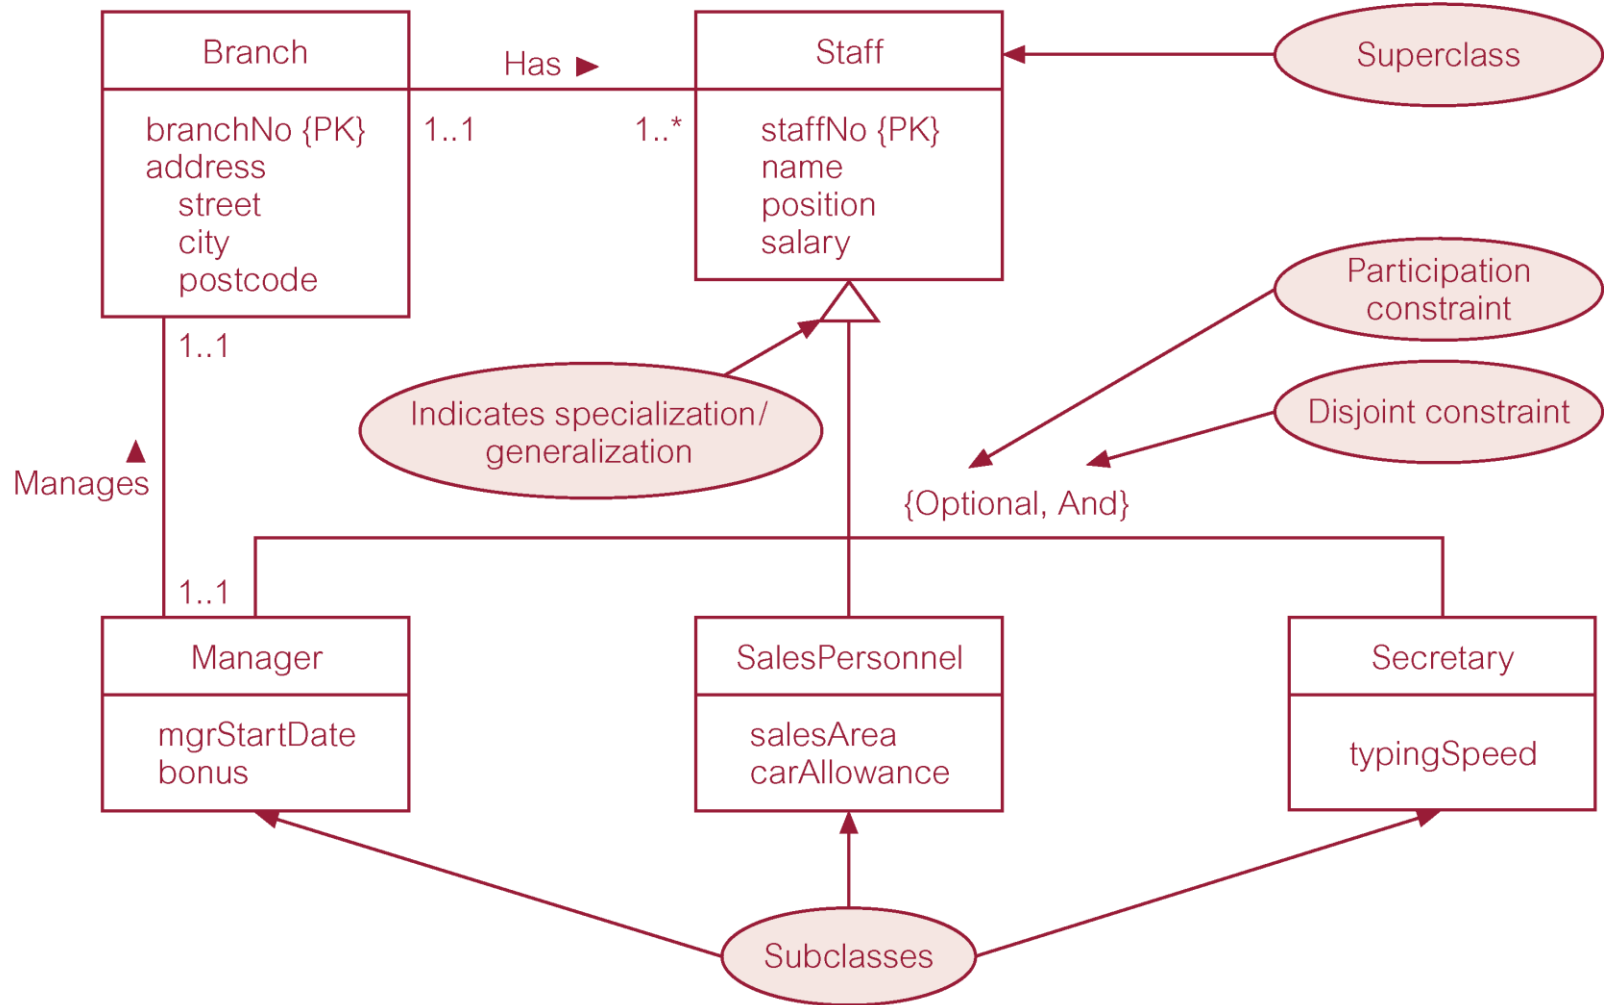 Branch
branchNo {PK}
address
street
city
postcode
Has ►
1..1
1..*
Staff
staffNo {PK}
name
position
salary
Superclass
Participation
constraint
Disjoint constraint
Indicates specialization/
generalization
{Optional, And}
1..1
▲
Manages
1..1
Manager
mgrStartDate
bonus
SalesPersonnel
salesArea
carAllowance
Secretary
typingSpeed
Subclasses